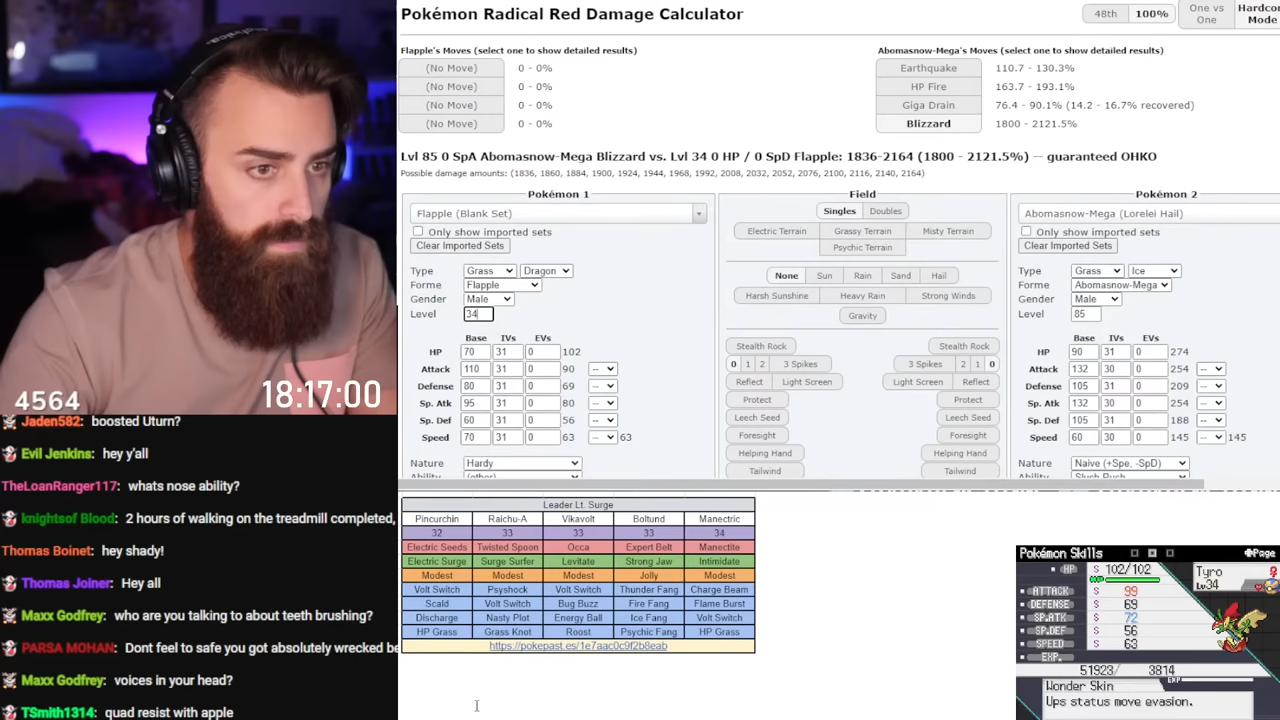 Pokémon Radical Red Damage Calculator
48th 100% One vs One Hardcore Mode
Flapple's Moves (select one to show detailed results)
(No Move) 0 - 0%
(No Move) 0 - 0%
(No Move) 0 - 0%
(No Move) 0 - 0%
Abomasnow-Mega's Moves (select one to show detailed results)
Earthquake 110.7 - 130.3%
HP Fire 163.7 - 193.1%
Giga Drain 76.4 - 90.1% (14.2 - 16.7% recovered)
Blizzard 1800 - 2121.5%
Lvl 85 0 SpA Abomasnow-Mega Blizzard vs. Lvl 34 0 HP / 0 SpD Flapple: 1836-2164 (1800 - 2121.5%) -- guaranteed OHKO
Possible damage amounts: (1836, 1860, 1884, 1900, 1924, 1944, 1968, 1992, 2008, 2032, 2052, 2076, 2100, 2116, 2140, 2164)
Pokémon 1
Flapple (Blank Set)
Only show imported sets
Clear Imported Sets
Type Grass Dragon
Forme Flapple
Gender Male
Level 34
Base IVs EVs
HP 70 31 0 102
Attack 110 31 0 90 --
Defense 80 31 0 69 --
Sp. Atk 95 31 0 80 --
Sp. Def 60 31 0 56 --
Speed 70 31 0 63 -- 63
Nature Hardy
Ability (other)
Field
Singles Doubles
Electric Terrain Grassy Terrain Misty Terrain
Psychic Terrain
None Sun Rain Sand Hail
Harsh Sunshine Heavy Rain Strong Winds
Gravity
Stealth Rock Stealth Rock
0 1 2 3 Spikes 3 Spikes 2 1 0
Reflect Light Screen Light Screen Reflect
Protect Protect
Leech Seed Leech Seed
Foresight Foresight
Helping Hand Helping Hand
Tailwind Tailwind
Pokémon 2
Abomasnow-Mega (Lorelei Hail)
Only show imported sets
Clear Imported Sets
Type Grass Ice
Forme Abomasnow-Mega
Gender Male
Level 85
Base IVs EVs
HP 90 31 0 274
Attack 132 30 0 254 --
Defense 105 31 0 209 --
Sp. Atk 132 30 0 254 --
Sp. Def 105 31 0 188 --
Speed 60 30 0 145 -- 145
Nature Naive (+Spe, -SpD)
Ability Slush Rush
4564
18:17:00
Jaden582: boosted Uturn?
Evil Jenkins: hey y'all
TheLoanRanger117: whats nose ability?
knightsof Blood: 2 hours of walking on the treadmill completed,
Thomas Boinet: hey shady!
Thomas Joiner: Hey all
Maxx Godfrey: who are you talking to about teeth brushing?
PARSA MOHAN: Dont feel to safe you got absolutely wrecked be
Maxx Godfrey: voices in your head?
TSmith1314: quad resist with apple
Leader Lt. Surge
Pincurchin Raichu-A Vikavolt Boltund Manectric
32 33 33 33 34
Electric Seeds Twisted Spoon Occa Expert Belt Manectite
Electric Surge Surge Surfer Levitate Strong Jaw Intimidate
Modest Modest Modest Jolly Modest
Volt Switch Psyshock Volt Switch Thunder Fang Charge Beam
Scald Volt Switch Bug Buzz Fire Fang Flame Burst
Discharge Nasty Plot Energy Ball Ice Fang Volt Switch
HP Grass Grass Knot Roost Psychic Fang HP Grass
https://pokepast.es/1e7aac0c9f2b8eab
Pokémon Skills Page
HP 102/102
ATTACK 99
DEFENSE 63
SP.ATK 72
SP.DEF 56
SPEED 63
EXP. 51923 3814
EXP
Tyro
Lv34
Wonder Skin
Ups status move evasion.